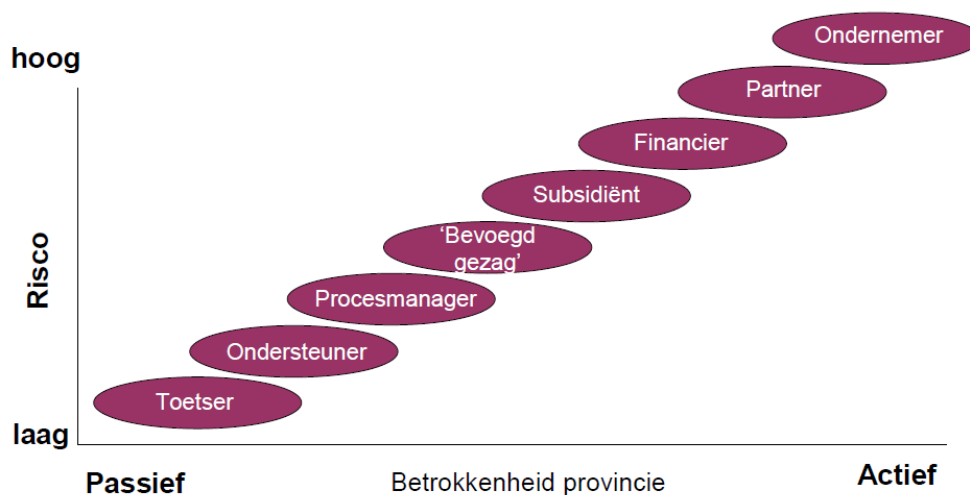 Ondernemer
hoog
Partner
Financier
Subsidiënt
‘Bevoegd
gezag’
Risco
Procesmanager
Ondersteuner
Toetser
laag
Passief
Betrokkenheid provincie
Actief